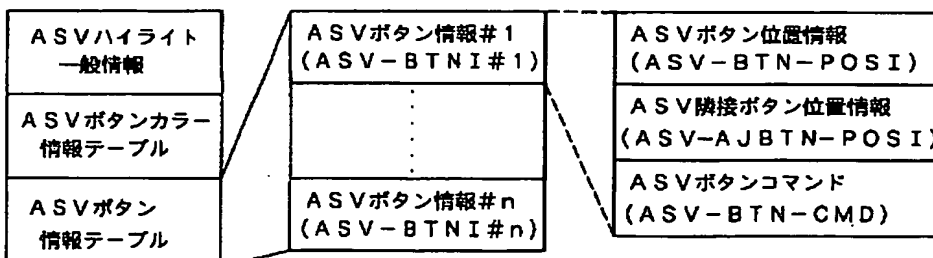 ASVハイライト
一般情報
ASVボタンカラー
情報テーブル
ASVボタン
情報テーブル
ASVボタン情報#1
(ASV-BTNI#1)
ASVボタン情報#n
(ASV-BTNI#n)
ASVボタン位置情報
(ASV-BTN-POSI)
ASV隣接ボタン位置情報
(ASV-AJBTN-POSI)
ASVボタンコマンド
(ASV-BTN-CMD)